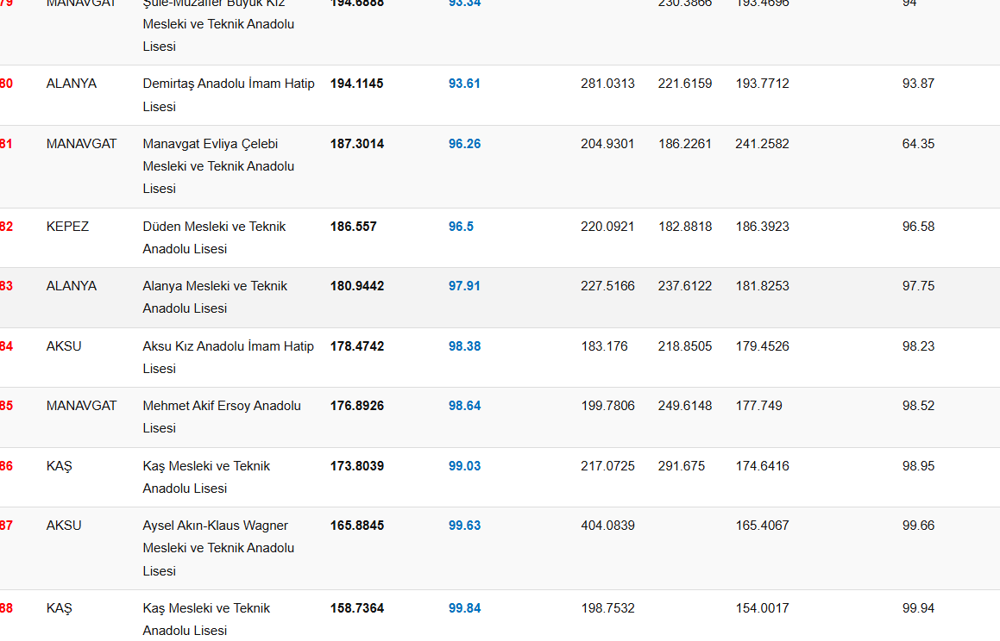 79 MANAVGAT Şule-Muzaffer Büyük Kız 194.6888 93.34 230.3866 193.4696 94
Mesleki ve Teknik Anadolu
Lisesi
80 ALANYA Demirtaş Anadolu İmam Hatip 194.1145 93.61 281.0313 221.6159 193.7712 93.87
Lisesi
81 MANAVGAT Manavgat Evliya Çelebi 187.3014 96.26 204.9301 186.2261 241.2582 64.35
Mesleki ve Teknik Anadolu
Lisesi
82 KEPEZ Düden Mesleki ve Teknik 186.557 96.5 220.0921 182.8818 186.3923 96.58
Anadolu Lisesi
83 ALANYA Alanya Mesleki ve Teknik 180.9442 97.91 227.5166 237.6122 181.8253 97.75
Anadolu Lisesi
84 AKSU Aksu Kız Anadolu İmam Hatip 178.4742 98.38 183.176 218.8505 179.4526 98.23
Lisesi
85 MANAVGAT Mehmet Akif Ersoy Anadolu 176.8926 98.64 199.7806 249.6148 177.749 98.52
Lisesi
86 KAŞ Kaş Mesleki ve Teknik 173.8039 99.03 217.0725 291.675 174.6416 98.95
Anadolu Lisesi
87 AKSU Aysel Akın-Klaus Wagner 165.8845 99.63 404.0839 165.4067 99.66
Mesleki ve Teknik Anadolu
Lisesi
88 KAŞ Kaş Mesleki ve Teknik 158.7364 99.84 198.7532 154.0017 99.94
Anadolu Lisesi